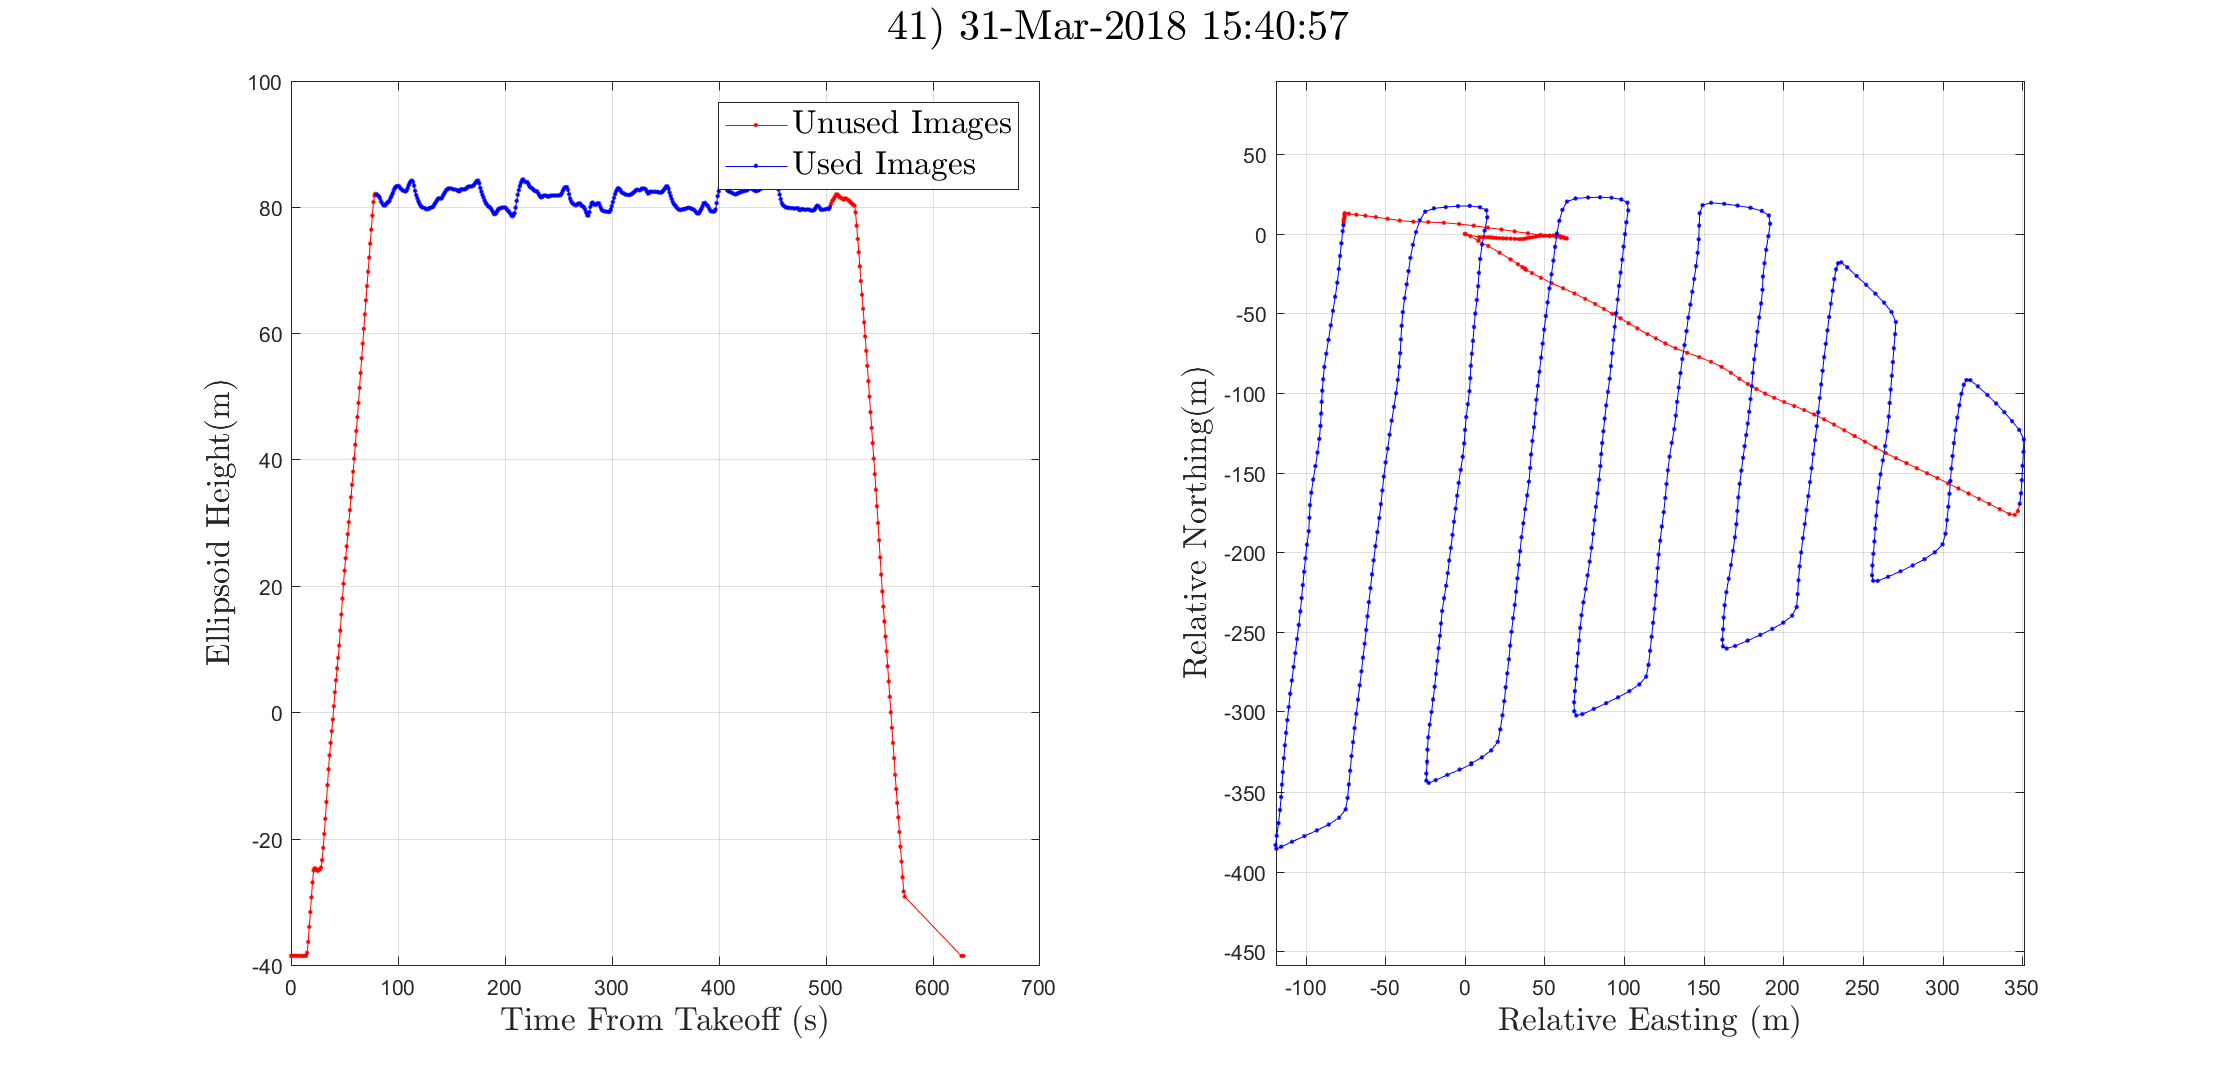 41) 31-Mar-2018 15:40:57
Ellipsoid Height(m)
100
80
60
40
20
0
-20
-40
0 100 200 300 400 500 600 700
Time From Takeoff (s)
Unused Images
Used Images
Relative Northing(m)
50
0
-50
-100
-150
-200
-250
-300
-350
-400
-450
-100 -50 0 50 100 150 200 250 300 350
Relative Easting (m)